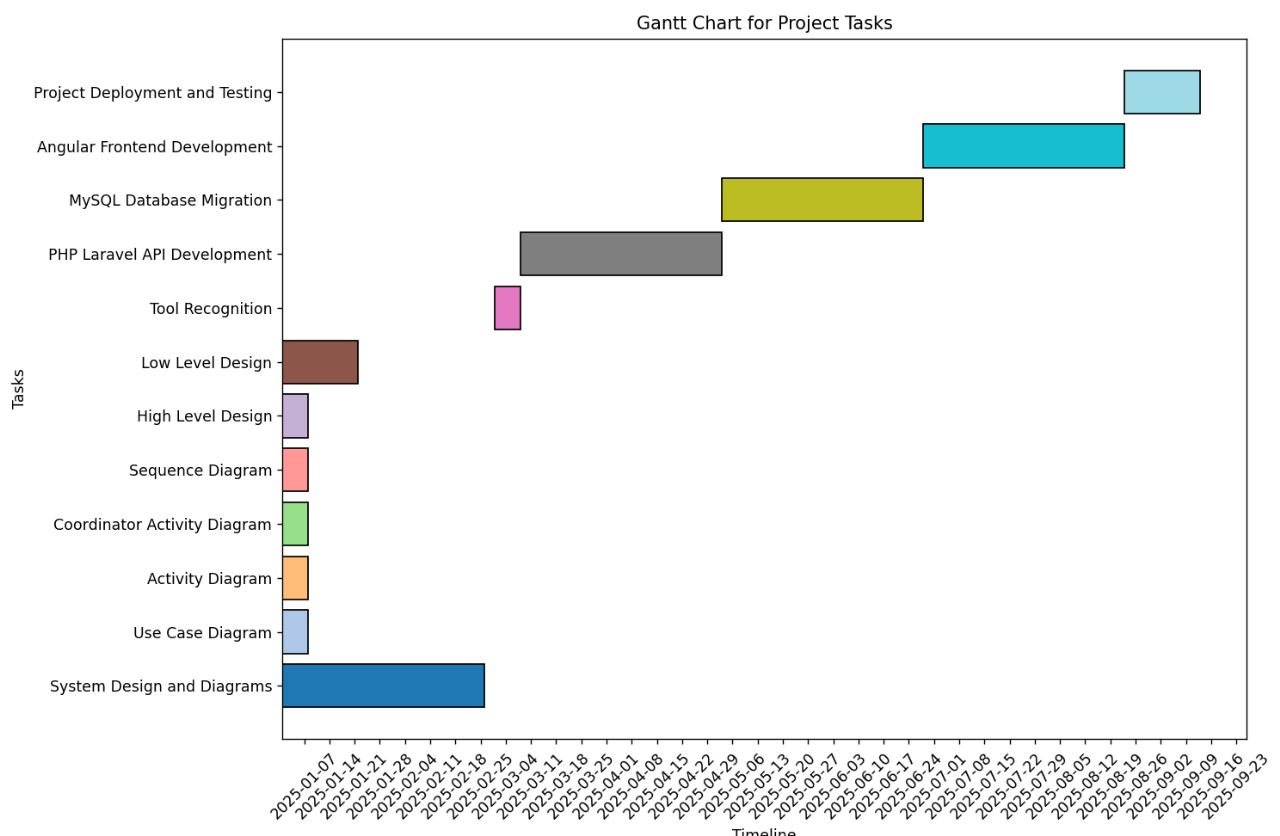 Gantt Chart for Project Tasks
Project Deployment and Testing
Angular Frontend Development
MySQL Database Migration
PHP Laravel API Development
Tool Recognition
Low Level Design
High Level Design
Sequence Diagram
Coordinator Activity Diagram
Activity Diagram
Use Case Diagram
System Design and Diagrams
Tasks
2025-01-07
2025-01-14
2025-01-21
2025-01-28
2025-02-04
2025-02-11
2025-02-18
2025-02-25
2025-03-04
2025-03-11
2025-03-18
2025-03-25
2025-04-01
2025-04-08
2025-04-15
2025-04-22
2025-04-29
2025-05-06
2025-05-13
2025-05-20
2025-05-27
2025-06-03
2025-06-10
2025-06-17
2025-06-24
2025-07-01
2025-07-08
2025-07-15
2025-07-22
2025-07-29
2025-08-05
2025-08-12
2025-08-19
2025-08-26
2025-09-02
2025-09-09
2025-09-16
2025-09-23
Timeline